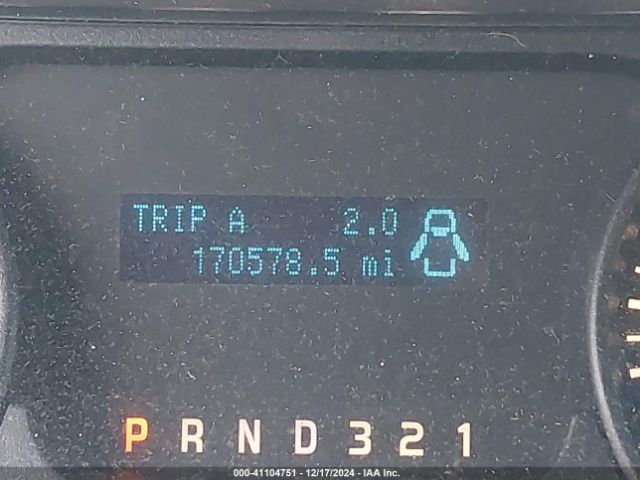 TRIP A 2.0
170578.5 mi
P R N D 3 2 1
000-41104751 - 12/17/2024 - IAA Inc.